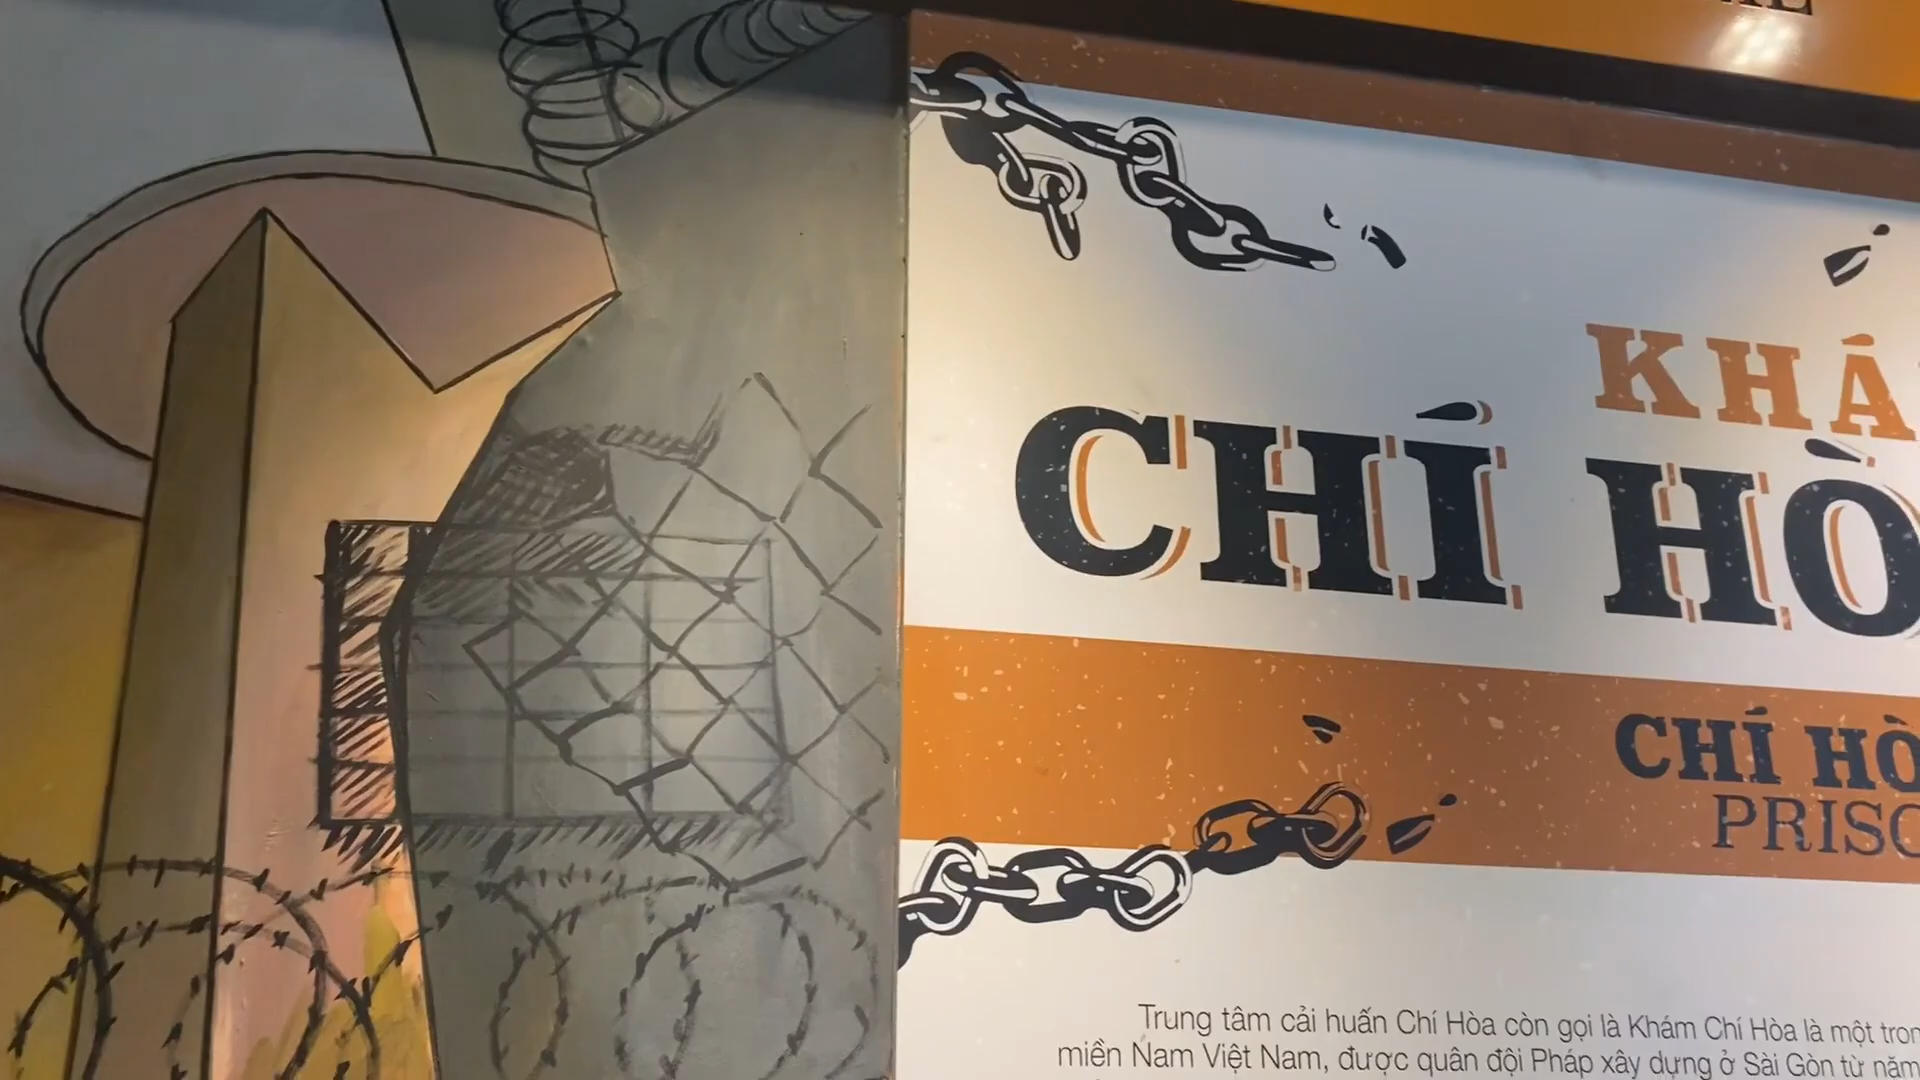 KHÁ
CHÍ HÒ
CHÍ HÒ
PRISO
Trung tâm cải huấn Chí Hòa còn gọi là Khám Chí Hòa là một tron
miền Nam Việt Nam, được quân đội Pháp xây dựng ở Sài Gòn từ năm